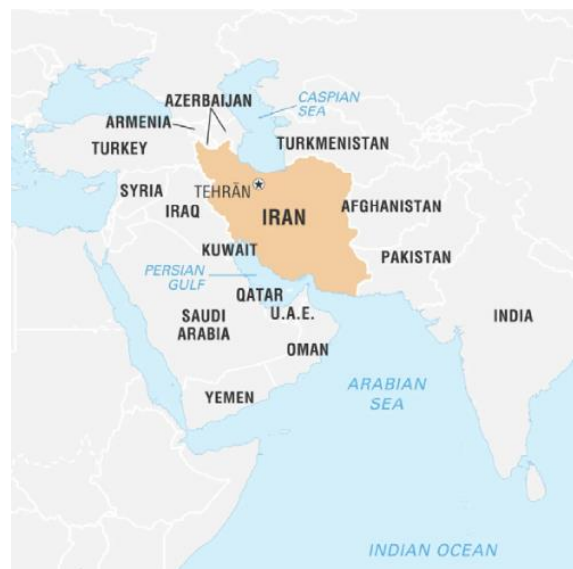 AZERBAIJAN
CASPIAN
SEA
ARMENIA
TURKEY
TURKMENISTAN
SYRIA
TEHRĀN
IRAQ
IRAN
AFGHANISTAN
KUWAIT
PAKISTAN
PERSIAN
GULF
QATAR
SAUDI
ARABIA
U.A.E.
INDIA
OMAN
ARABIAN
SEA
YEMEN
INDIAN OCEAN